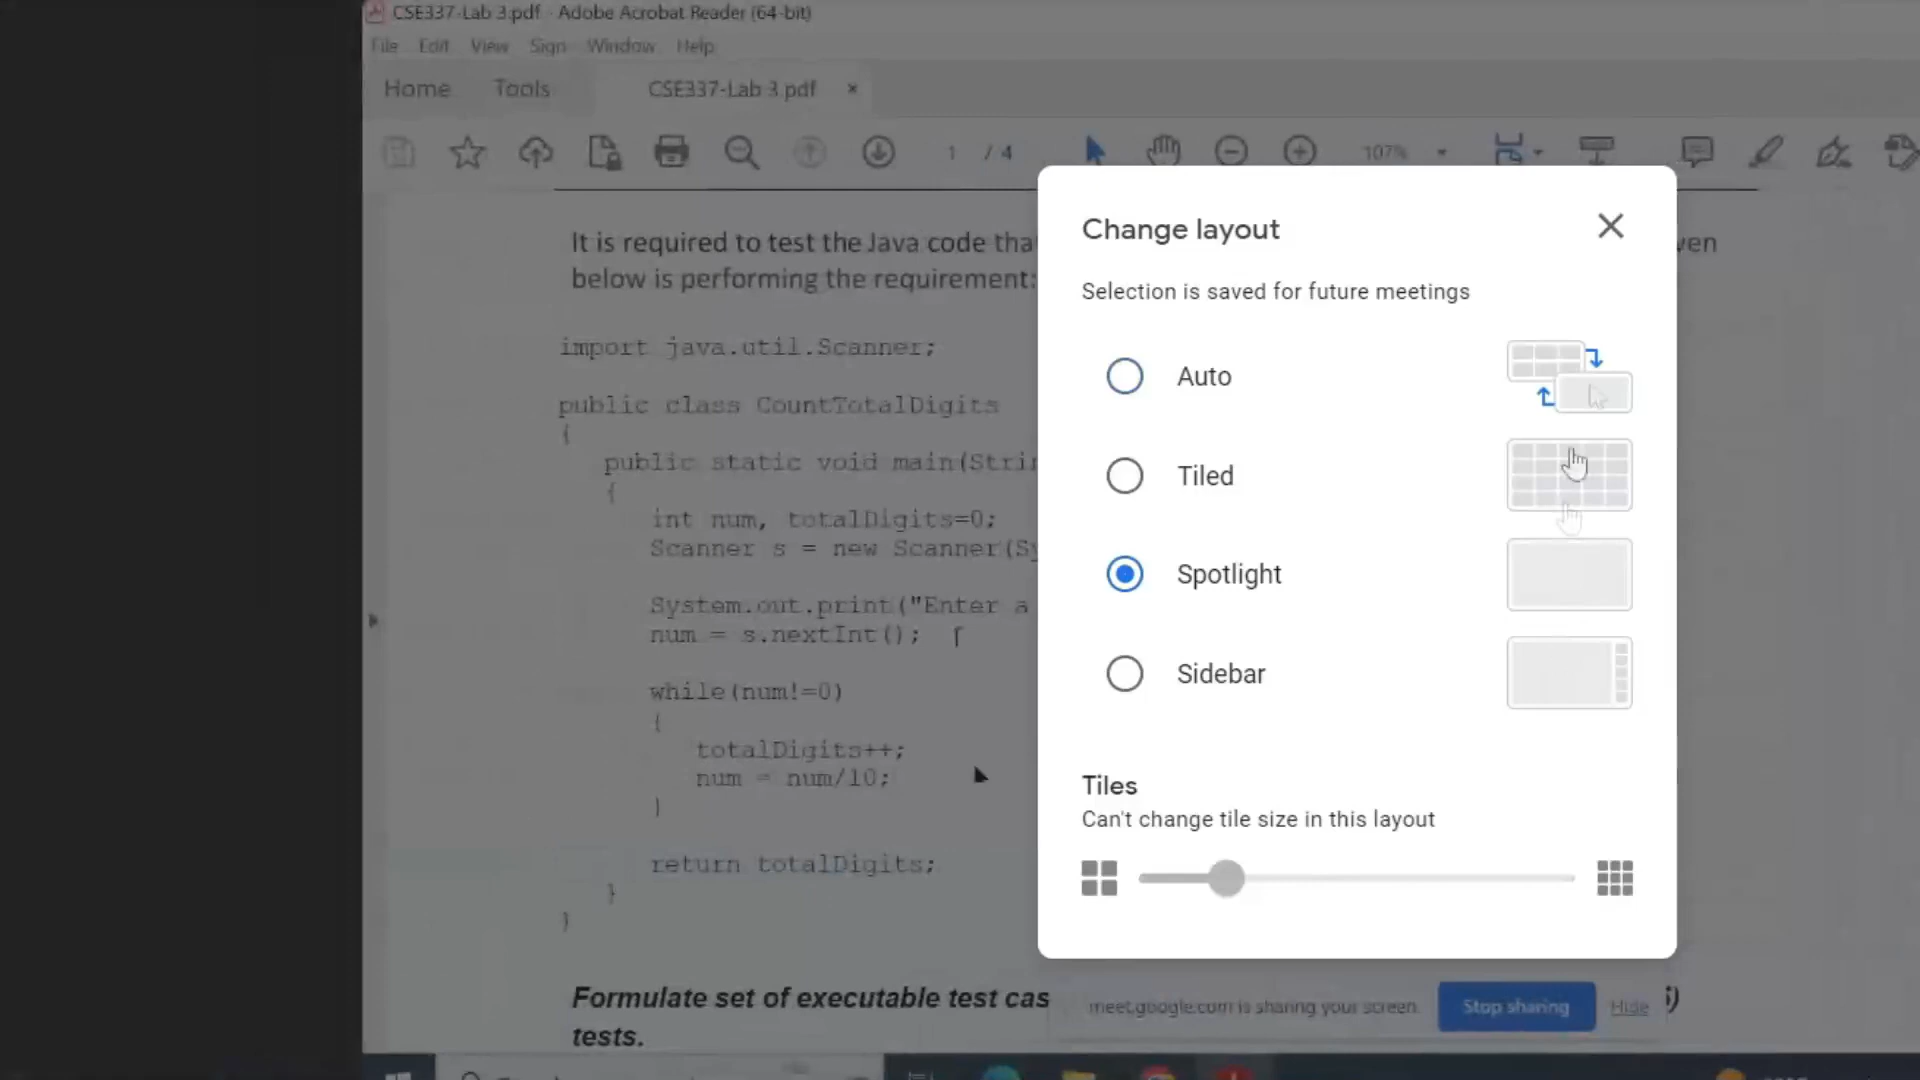 CSE337-Lab 3.pdf - Adobe Acrobat Reader (64-bit)
File Edit View Sign Window Help
Home Tools CSE337-Lab 3.pdf ×
1 / 4 107%
It is required to test the Java code tha
ven
below is performing the requirement:
import java.util.Scanner;
public class CountTotalDigits
{
public static void main(Strin
{
int num, totalDigits=0;
Scanner s = new Scanner(Sy
System.out.print("Enter a
num = s.nextInt();
while(num!=0)
{
totalDigits++;
num = num/10;
}
return totalDigits;
}
}
Formulate set of executable test cas
tests.
Change layout
Selection is saved for future meetings
Auto
Tiled
Spotlight
Sidebar
Tiles
Can't change tile size in this layout
meet.google.com is sharing your screen.
Stop sharing
Hide